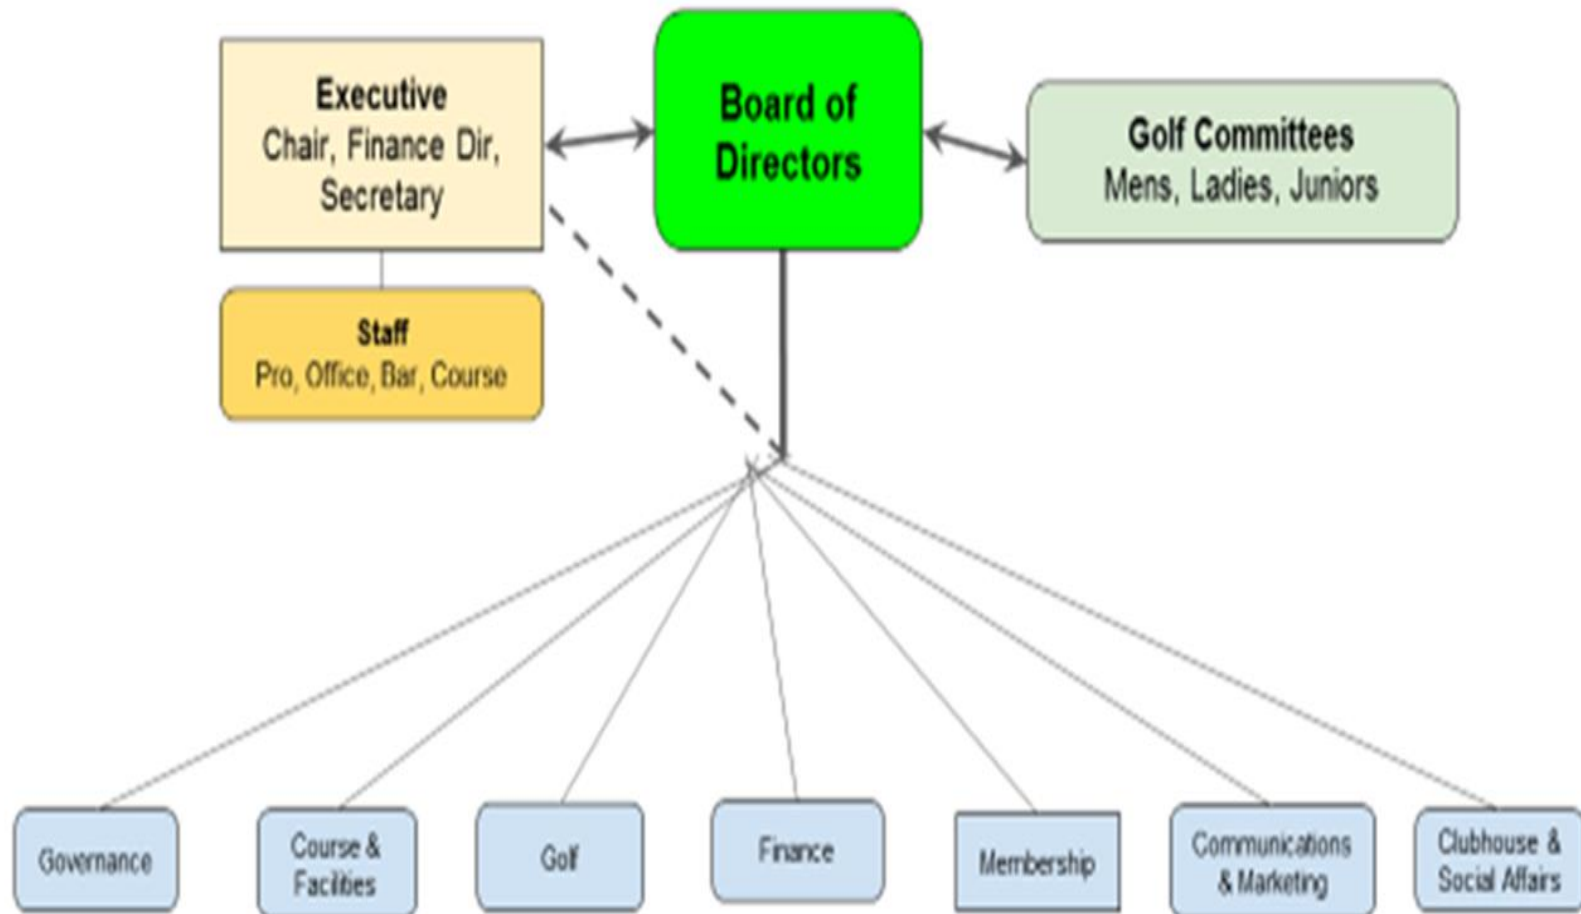 Executive
Chair, Finance Dir,
Secretary
Board of
Directors
Golf Committees
Mens, Ladies, Juniors
Staff
Pro, Office, Bar, Course
Governance
Course &
Facilities
Golf
Finance
Membership
Communications
& Marketing
Clubhouse &
Social Affairs